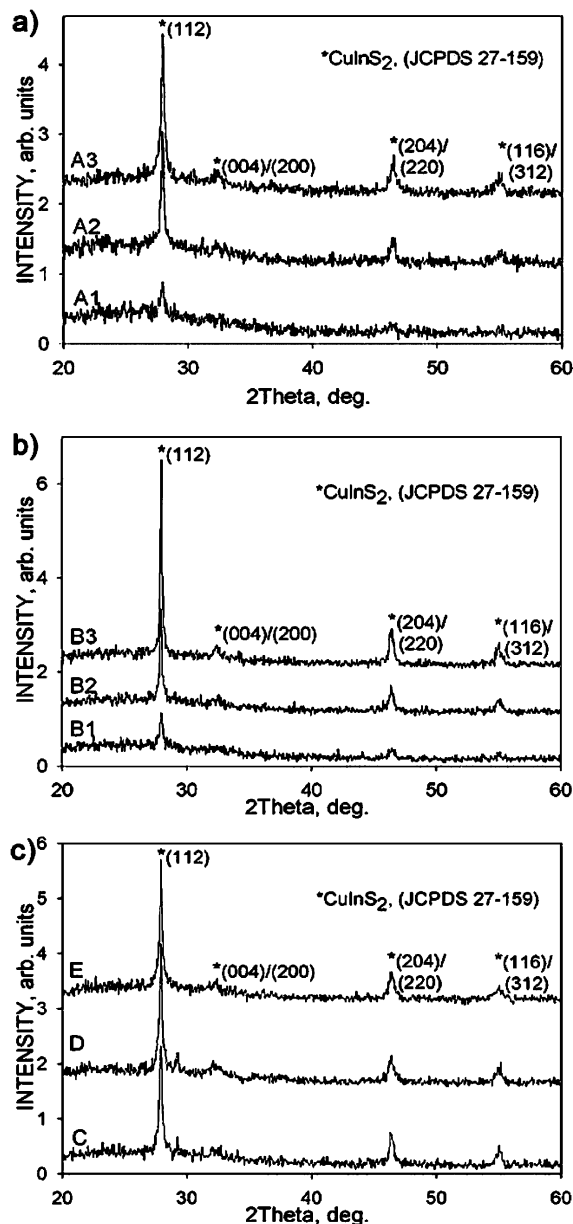 a)
*(112)
*CuInS2, (JCPDS 27-159)
INTENSITY, arb. units
4
3
2
1
0
A3
A2
A1
*(004)/(200)
*(204)/
(220)
*(116)/
(312)
20 30 40 50 60
2Theta, deg.
b)
*(112)
*CuInS2, (JCPDS 27-159)
INTENSITY, arb. units
6
4
2
0
B3
B2
B1
*(004)/(200)
*(204)/
(220)
*(116)/
(312)
20 30 40 50 60
2Theta, deg.
c)
*(112)
*CuInS2, (JCPDS 27-159)
INTENSITY, arb. units
6
5
4
3
2
1
0
E
D
C
*(004)/(200)
*(204)/
(220)
*(116)/
(312)
20 30 40 50 60
2Theta, deg.